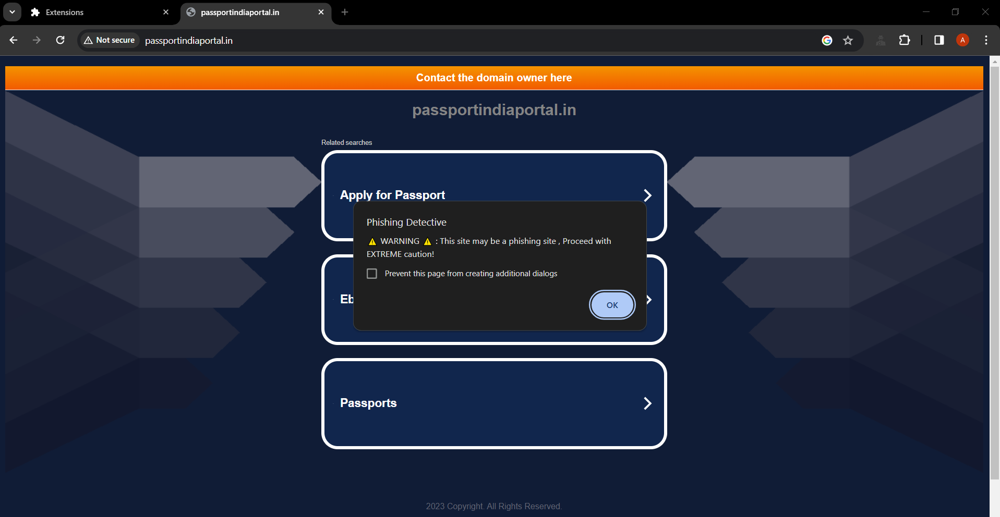 Extensions
passportindiaportal.in
Not secure
passportindiaportal.in
A
Contact the domain owner here
passportindiaportal.in
Related searches
Apply for Passport
Phishing Detective
⚠ WARNING ⚠ : This site may be a phishing site , Proceed with
EXTREME caution!
Prevent this page from creating additional dialogs
Eb
OK
Passports
2023 Copyright. All Rights Reserved.